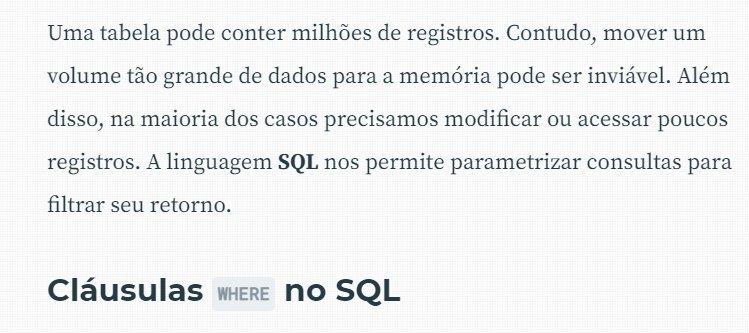 Uma tabela pode conter milhões de registros. Contudo, mover um
volume tão grande de dados para a memória pode ser inviável. Além
disso, na maioria dos casos precisamos modificar ou acessar poucos
registros. A linguagem SQL nos permite parametrizar consultas para
filtrar seu retorno.
Cláusulas WHERE no SQL